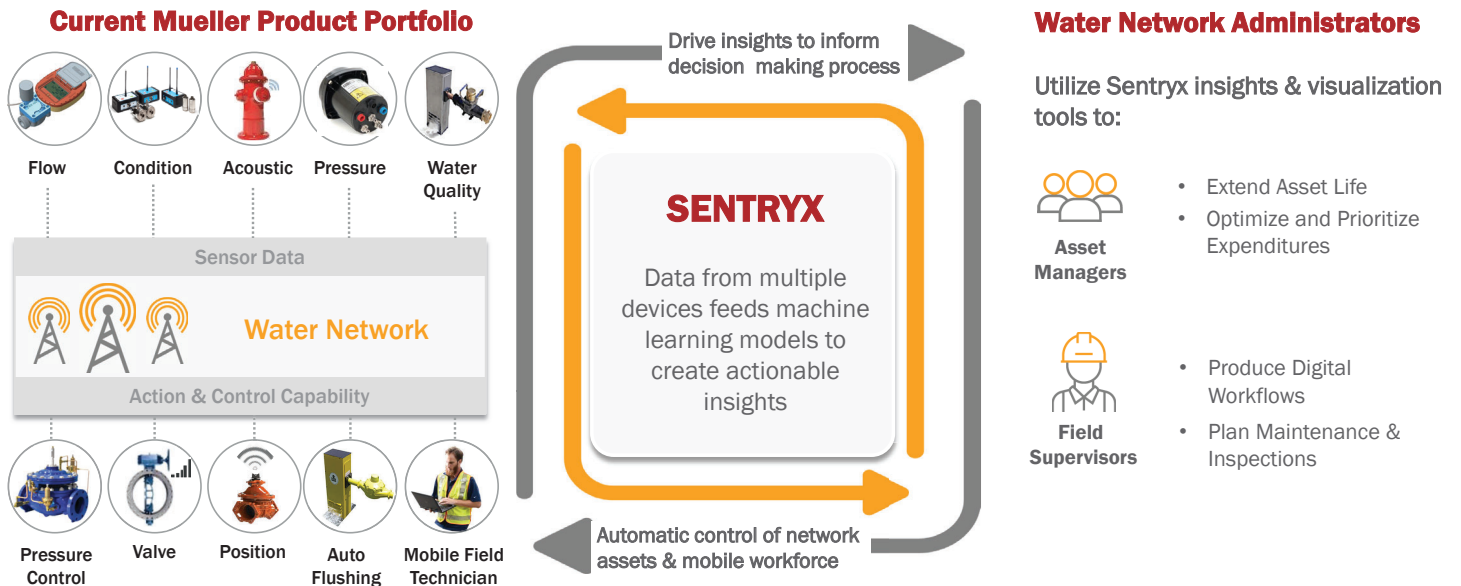 Current Mueller Product Portfolio
Flow
Condition
Acoustic
Pressure
Water
Quality
Sensor Data
Water Network
Action & Control Capability
Pressure
Control
Valve
Position
Auto
Flushing
Mobile Field
Technician
Drive insights to inform
decision making process
SENTRYX
Data from multiple
devices feeds machine
learning models to
create actionable
insights
Automatic control of network
assets & mobile workforce
Water Network Administrators
Utilize Sentryx insights & visualization
tools to:
Asset
Managers
• Extend Asset Life
• Optimize and Prioritize
Expenditures
Field
Supervisors
• Produce Digital
Workflows
• Plan Maintenance &
Inspections